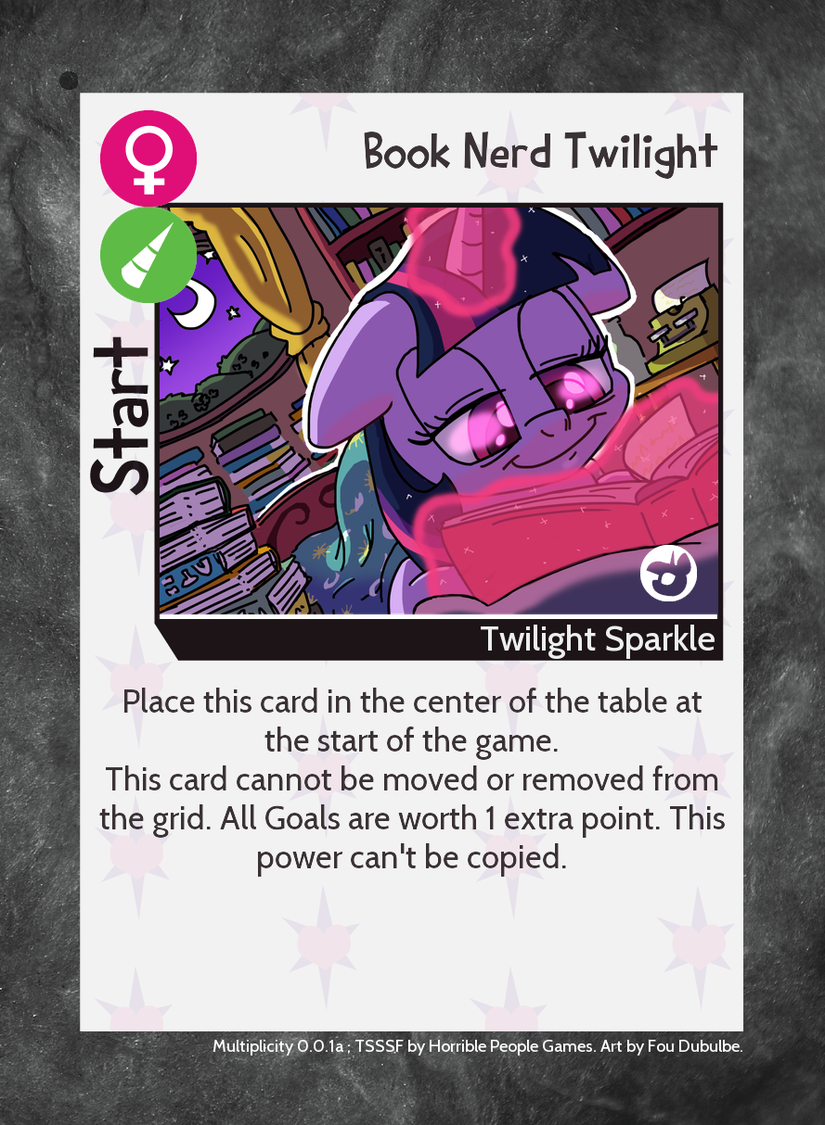 Book Nerd Twilight
Start
Twilight Sparkle
Place this card in the center of the table at
the start of the game.
This card cannot be moved or removed from
the grid. All Goals are worth 1 extra point. This
power can't be copied.
Multiplicity 0.0.1a ; TSSSF by Horrible People Games. Art by Fou Dubulbe.